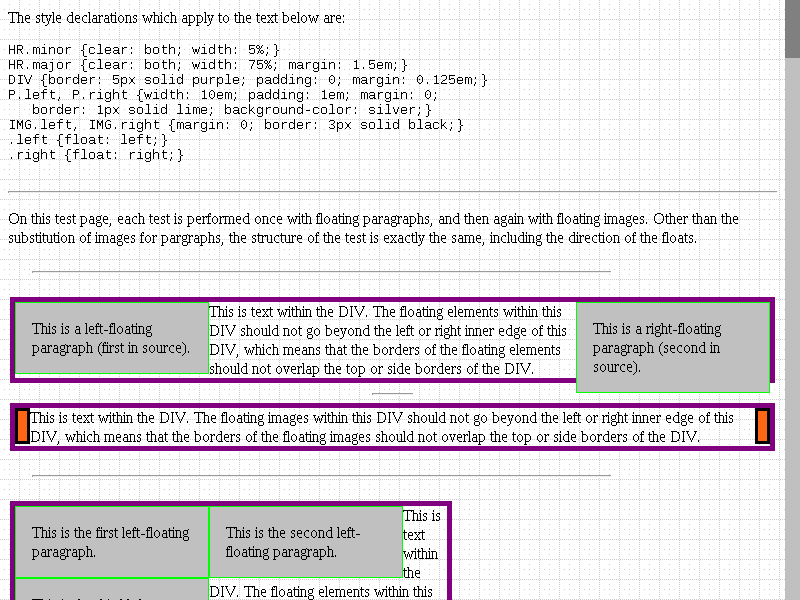 The style declarations which apply to the text below are:
HR.minor {clear: both; width: 5%;}
HR.major {clear: both; width: 75%; margin: 1.5em;}
DIV {border: 5px solid purple; padding: 0; margin: 0.125em;}
P.left, P.right {width: 10em; padding: 1em; margin: 0;
border: 1px solid lime; background-color: silver;}
IMG.left, IMG.right {margin: 0; border: 3px solid black;}
.left {float: left;}
.right {float: right;}
On this test page, each test is performed once with floating paragraphs, and then again with floating images. Other than the
substitution of images for pargraphs, the structure of the test is exactly the same, including the direction of the floats.
This is a left-floating
paragraph (first in source).
This is text within the DIV. The floating elements within this
DIV should not go beyond the left or right inner edge of this
DIV, which means that the borders of the floating elements
should not overlap the top or side borders of the DIV.
This is a right-floating
paragraph (second in
source).
This is text within the DIV. The floating images within this DIV should not go beyond the left or right inner edge of this
DIV, which means that the borders of the floating images should not overlap the top or side borders of the DIV.
This is the first left-floating
paragraph.
This is the second left-
floating paragraph.
This is
text
within
the
DIV. The floating elements within this